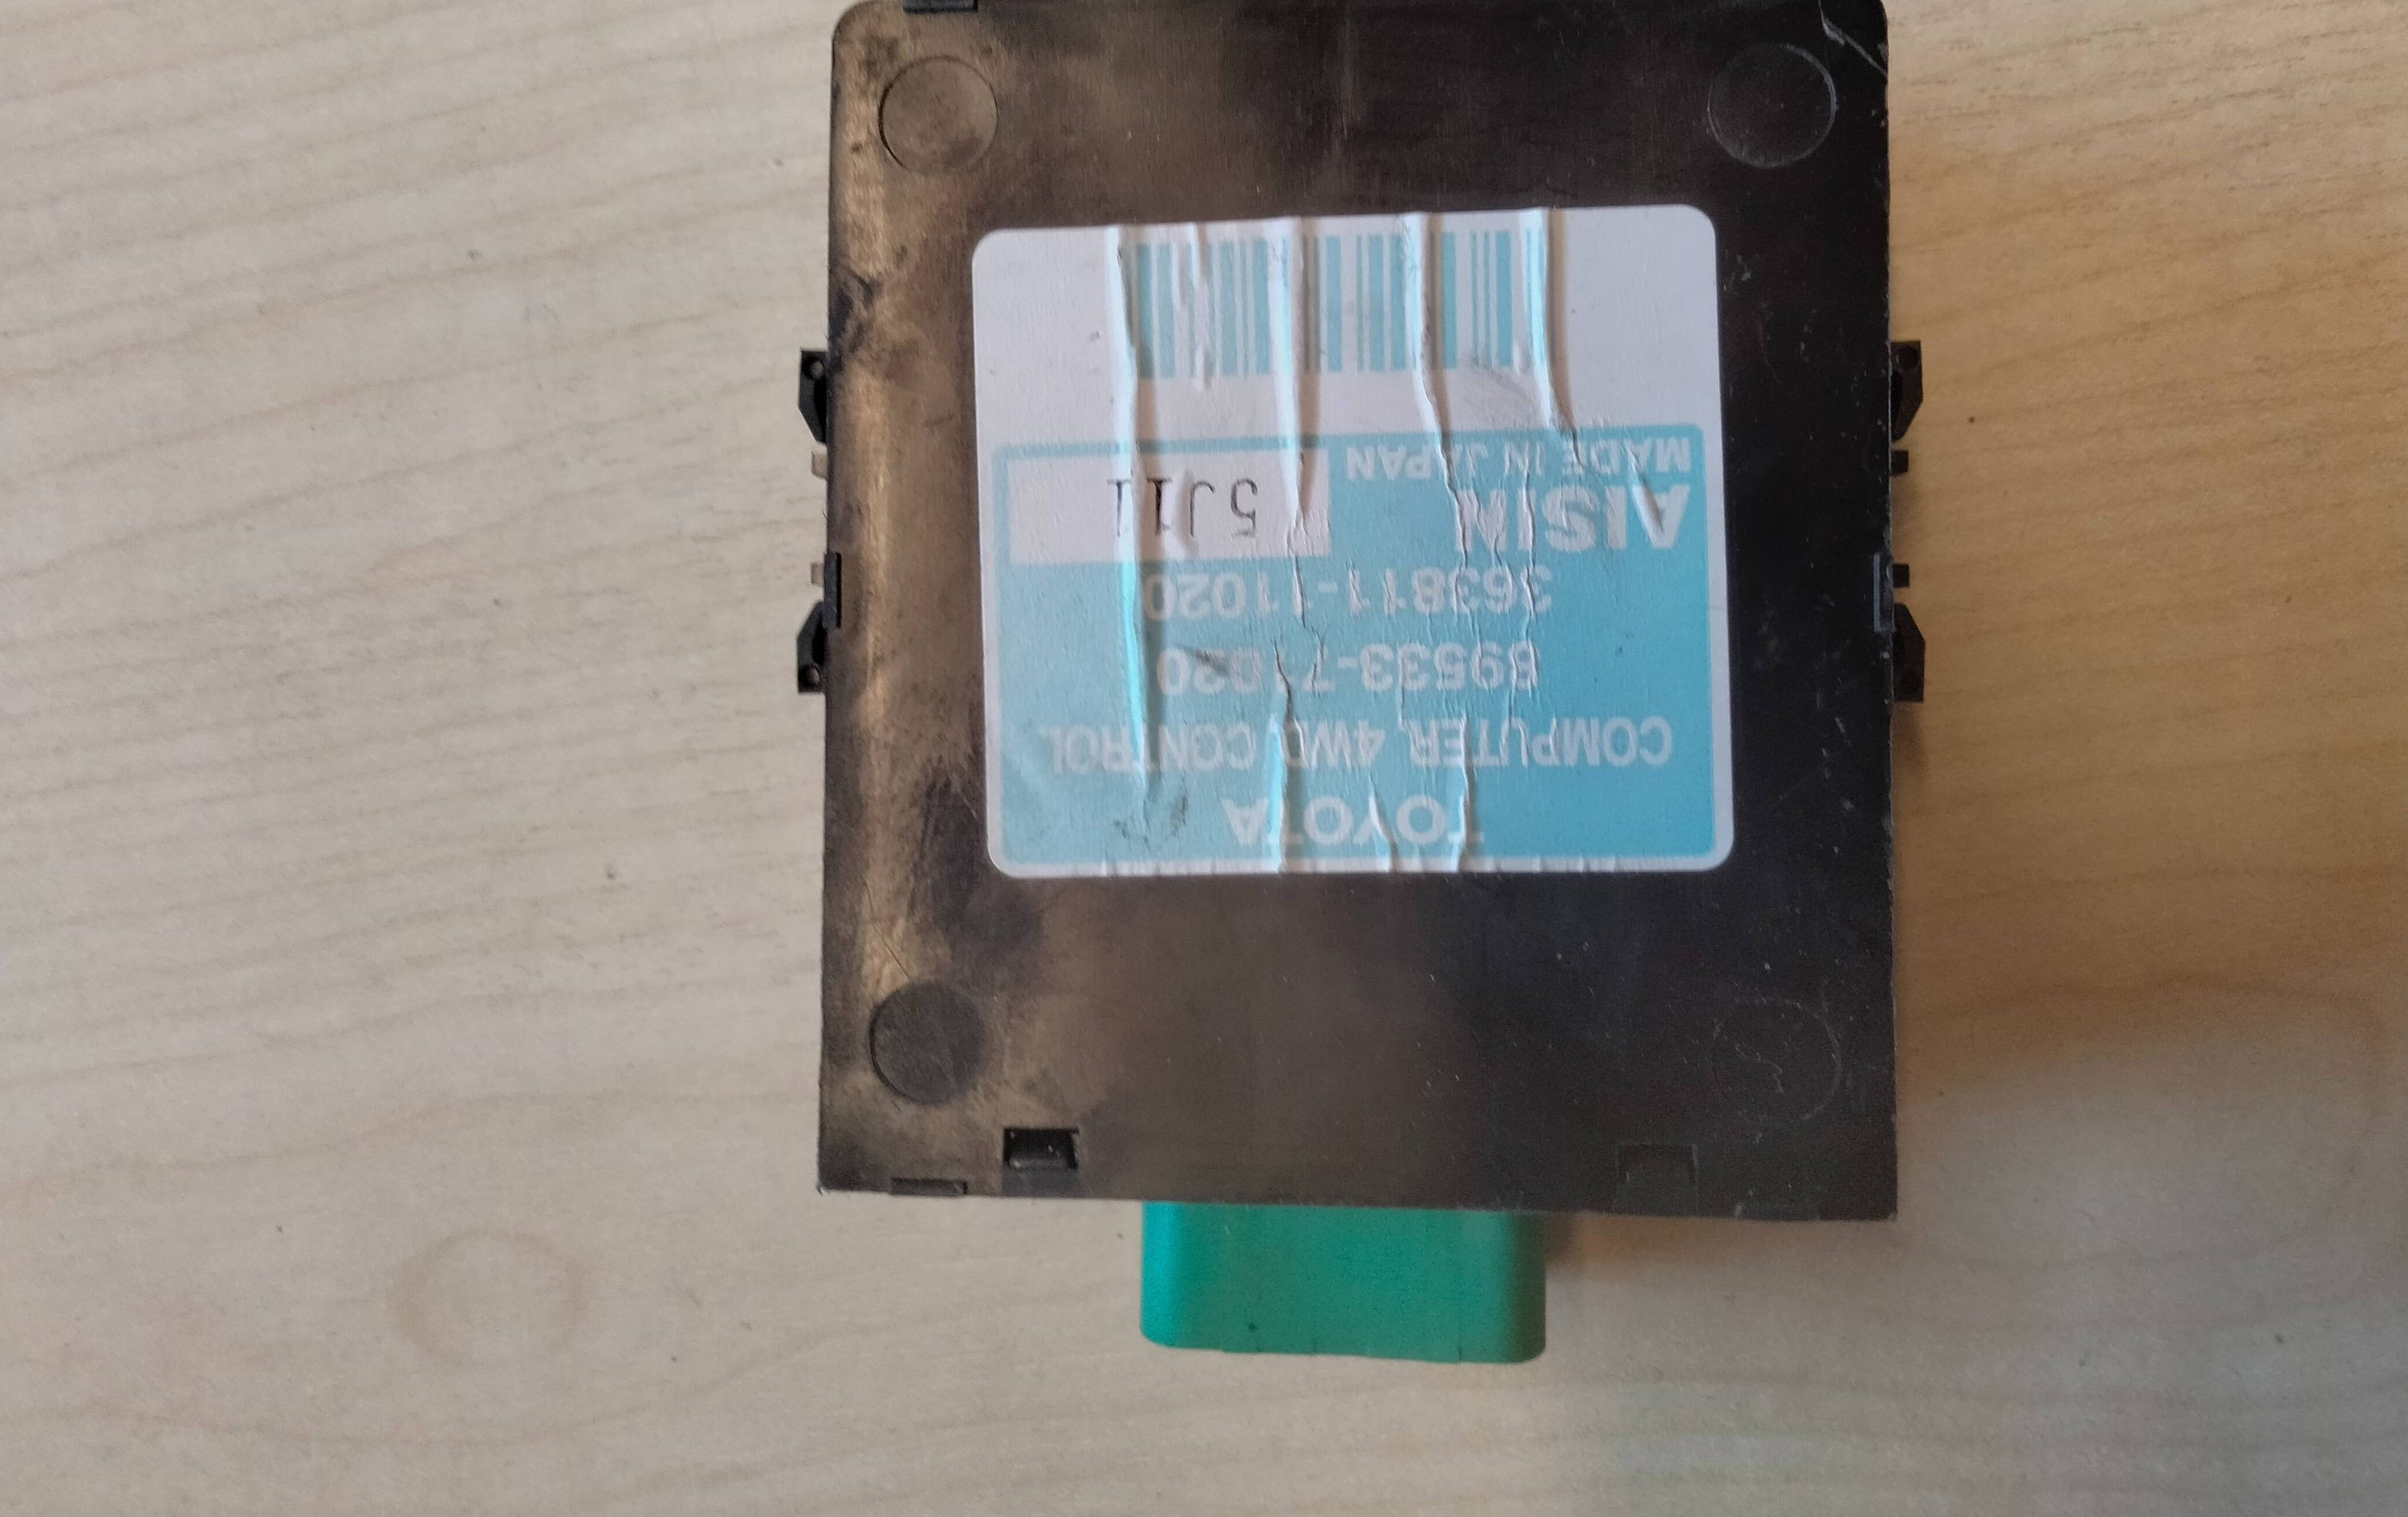 TOYOTA
COMPUTER, 4WD CONTROL
363811-11020
AISIN 5J11
MADE IN JAPAN